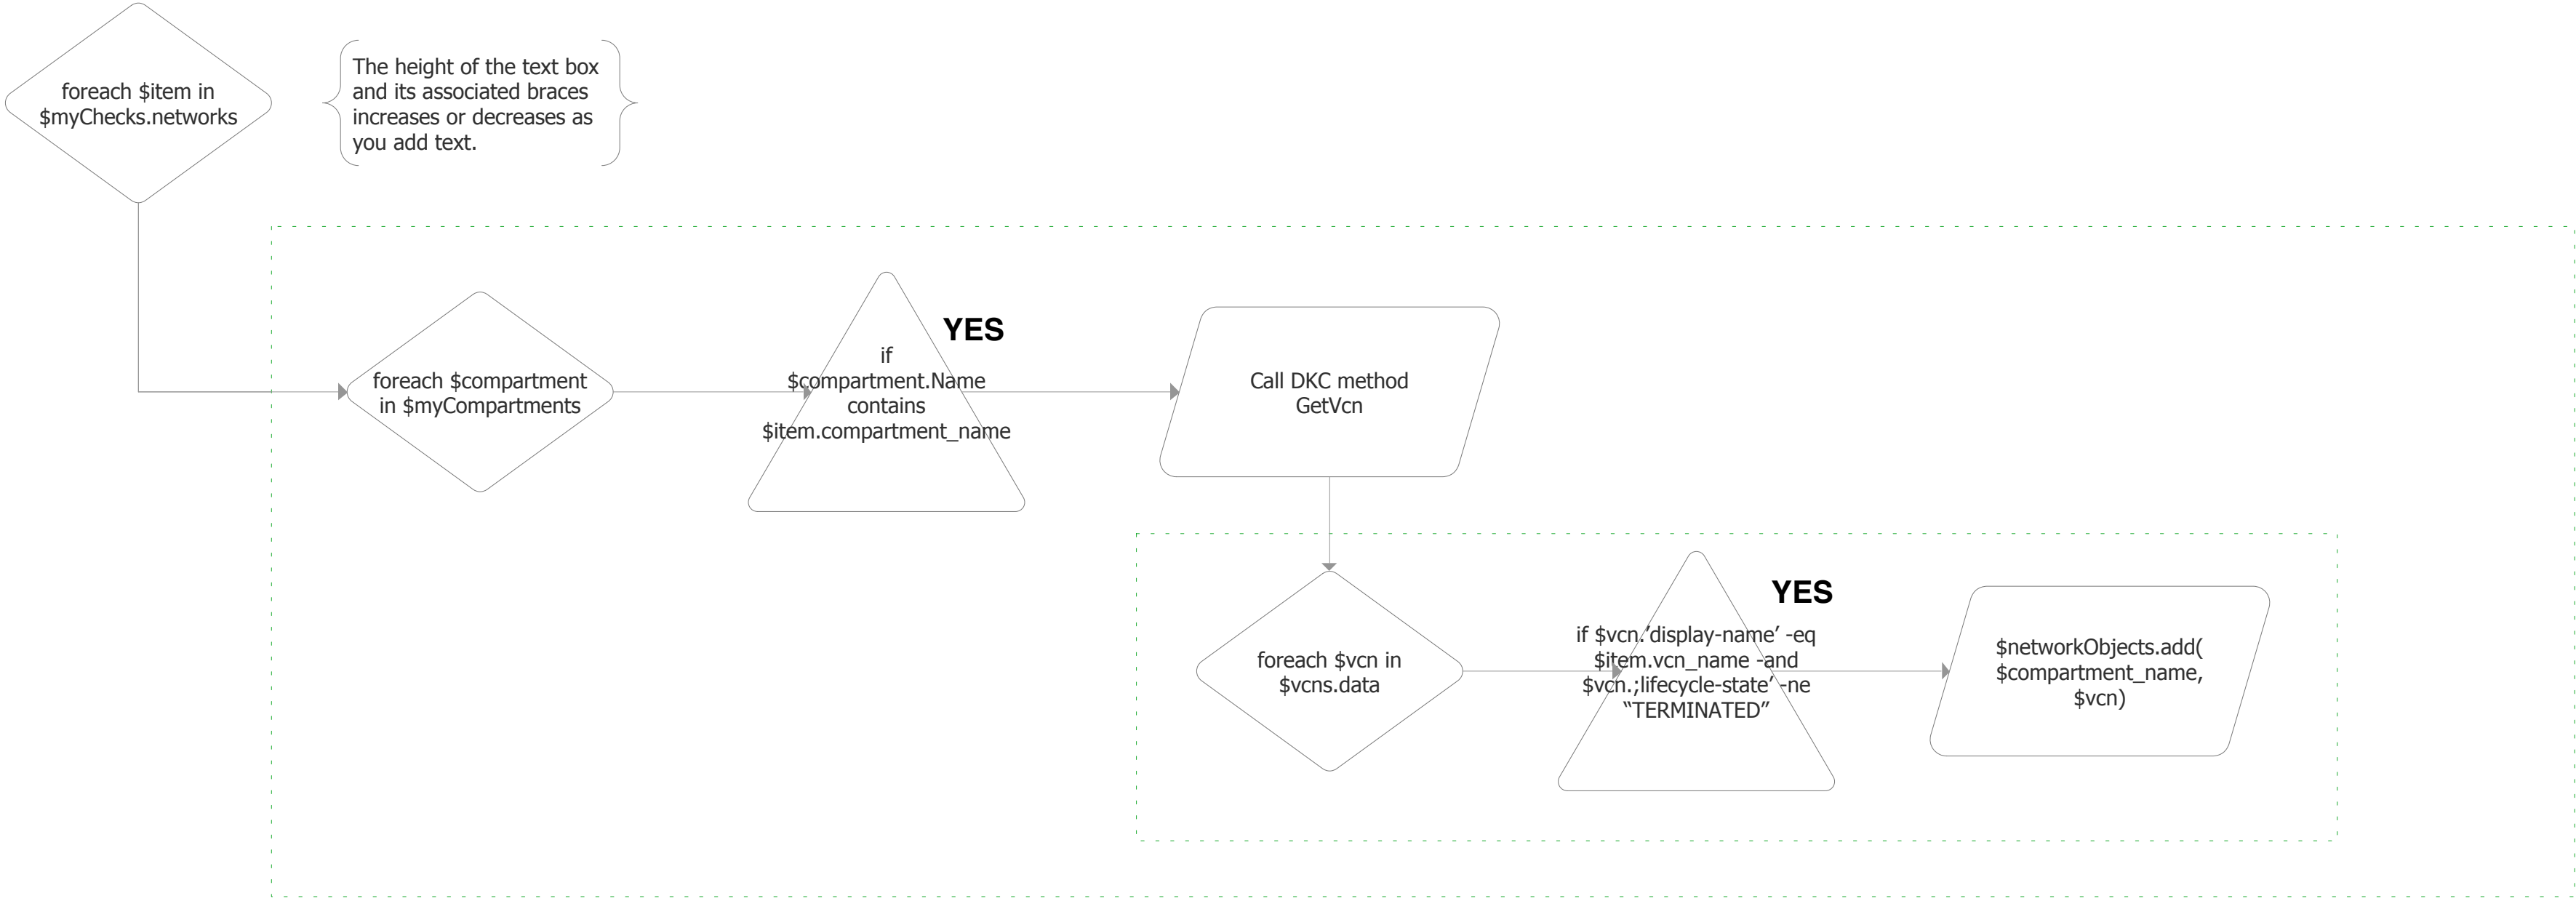 foreach $item in
$myChecks.networks
The height of the text box
and its associated braces
increases or decreases as
you add text.
foreach $compartment
in $myCompartments
if
$compartment.Name
contains
$item.compartment_name
YES
Call DKC method
GetVcn
foreach $vcn in
$vcns.data
if $vcn.’display-name’ -eq
$item.vcn_name -and
$vcn.;lifecycle-state’ -ne
“TERMINATED”
YES
$networkObjects.add(
$compartment_name,
$vcn)